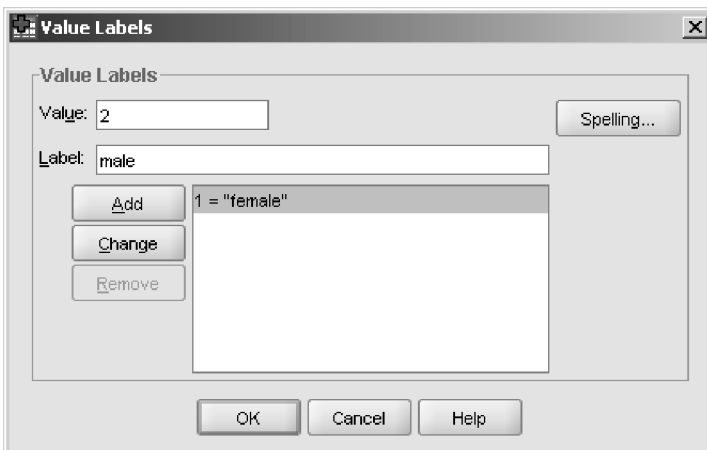 Value Labels
Value Labels
Value: 2
Spelling...
Label: male
Add
1 = "female"
Change
Remove
OK Cancel Help